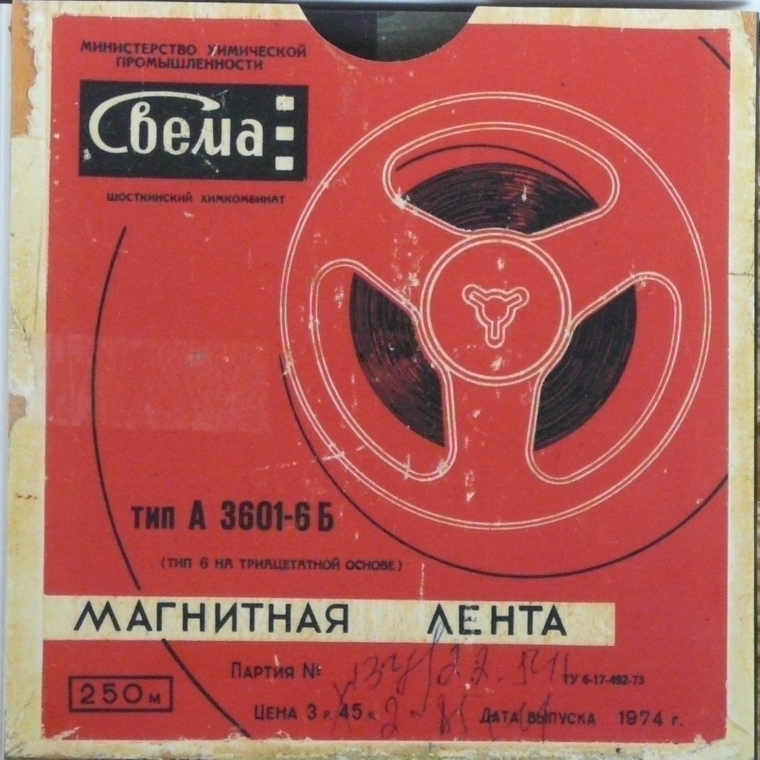 МИНИСТЕРСТВО ХИМИЧЕСКОЙ
ПРОМЫШЛЕННОСТИ
Свема
ШОСТКИНСКИЙ ХИМКОМБИНАТ
тип А 3601-6 Б
(ТИП 6 НА ТРИАЦЕТАТНОЙ ОСНОВЕ)
МАГНИТНАЯ ЛЕНТА
ПАРТИЯ №
ТУ 6-17-492-73
250 м
ЦЕНА 3 р. 45 к
ДАТА ВЫПУСКА 1974 г.